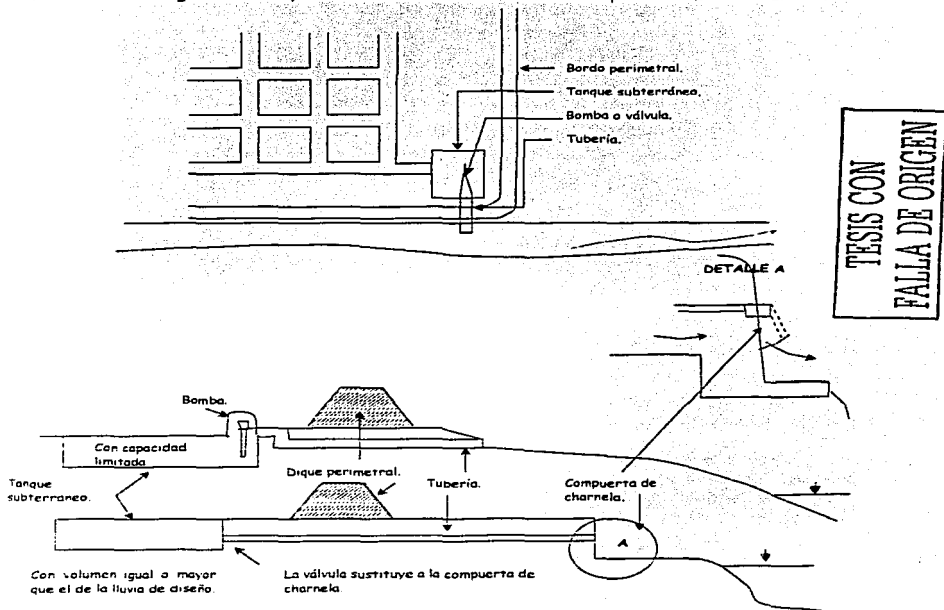 Bordo perimetral.
Tanque subterráneo.
Bomba o válvula.
Tubería.
TESIS CON
FALLA DE ORIGEN
DETALLE A
Bomba.
Con capacidad
limitada
Dique perimetral.
Tubería.
Compuerta de
charnela.
Tanque
subterraneo.
A
Con volumen igual o mayor
que el de la lluvia de diseño.
La válvula sustituye a la compuerta de
charnela.